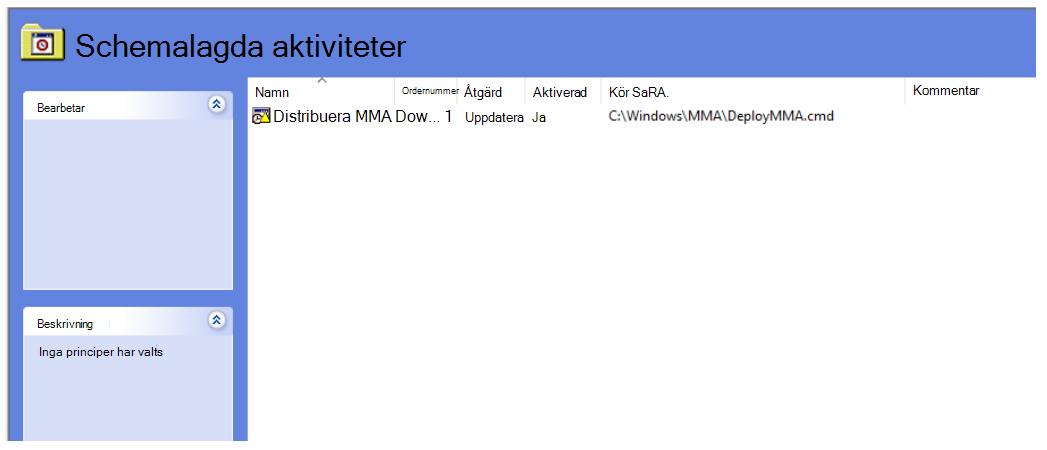 Schemalagda aktiviteter
Bearbetar
Namn Ordernummer Åtgärd Aktiverad Kör SaRA. Kommentar
Distribuera MMA Dow... 1 Uppdatera Ja C:\Windows\MMA\DeployMMA.cmd
Beskrivning
Inga principer har valts